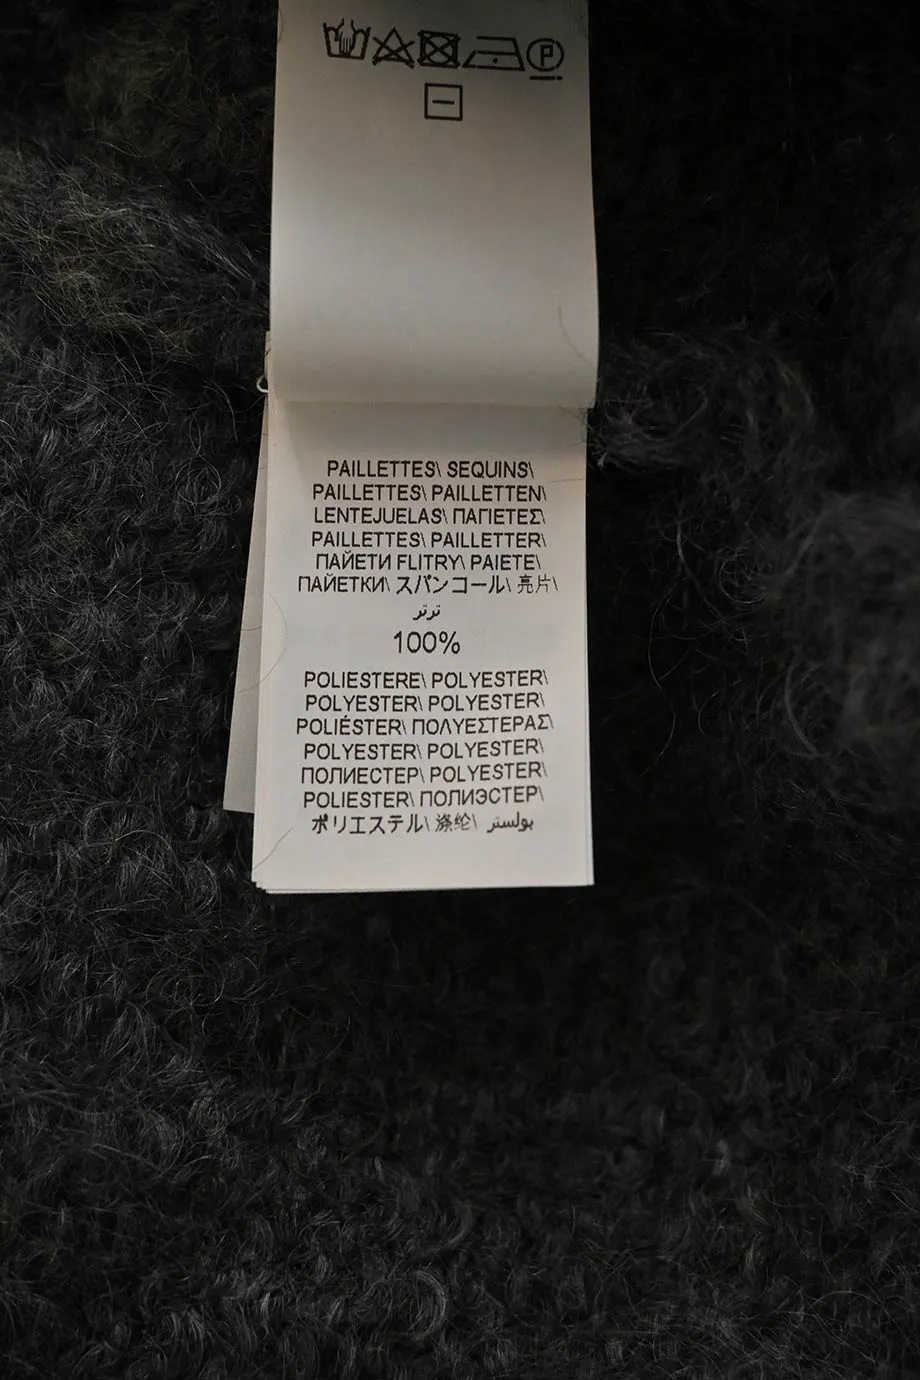 P
PAILLETTES\ SEQUINS\
PAILLETTES\ PAILLETTEN\
LENTEJUELAS\ ΠΑΓΙΕΤΕΣ\
PAILLETTES\ PAILLETTER\
ПАЙЕТИ FLITRY\ PAIETE\
ПАЙЕТКИ\ スパンコール\ 亮片\
ترتر
100%
POLIESTERE\ POLYESTER\
POLYESTER\ POLYESTER\
POLIÉSTER\ ΠΟΛΥΕΣΤΕΡΑΣ\
POLYESTER\ POLYESTER\
ПОЛИЕСТЕР\ POLYESTER\
POLIESTER\ ПОЛИЭСТЕР\
ポリエステル\ 涤纶\ بولستر